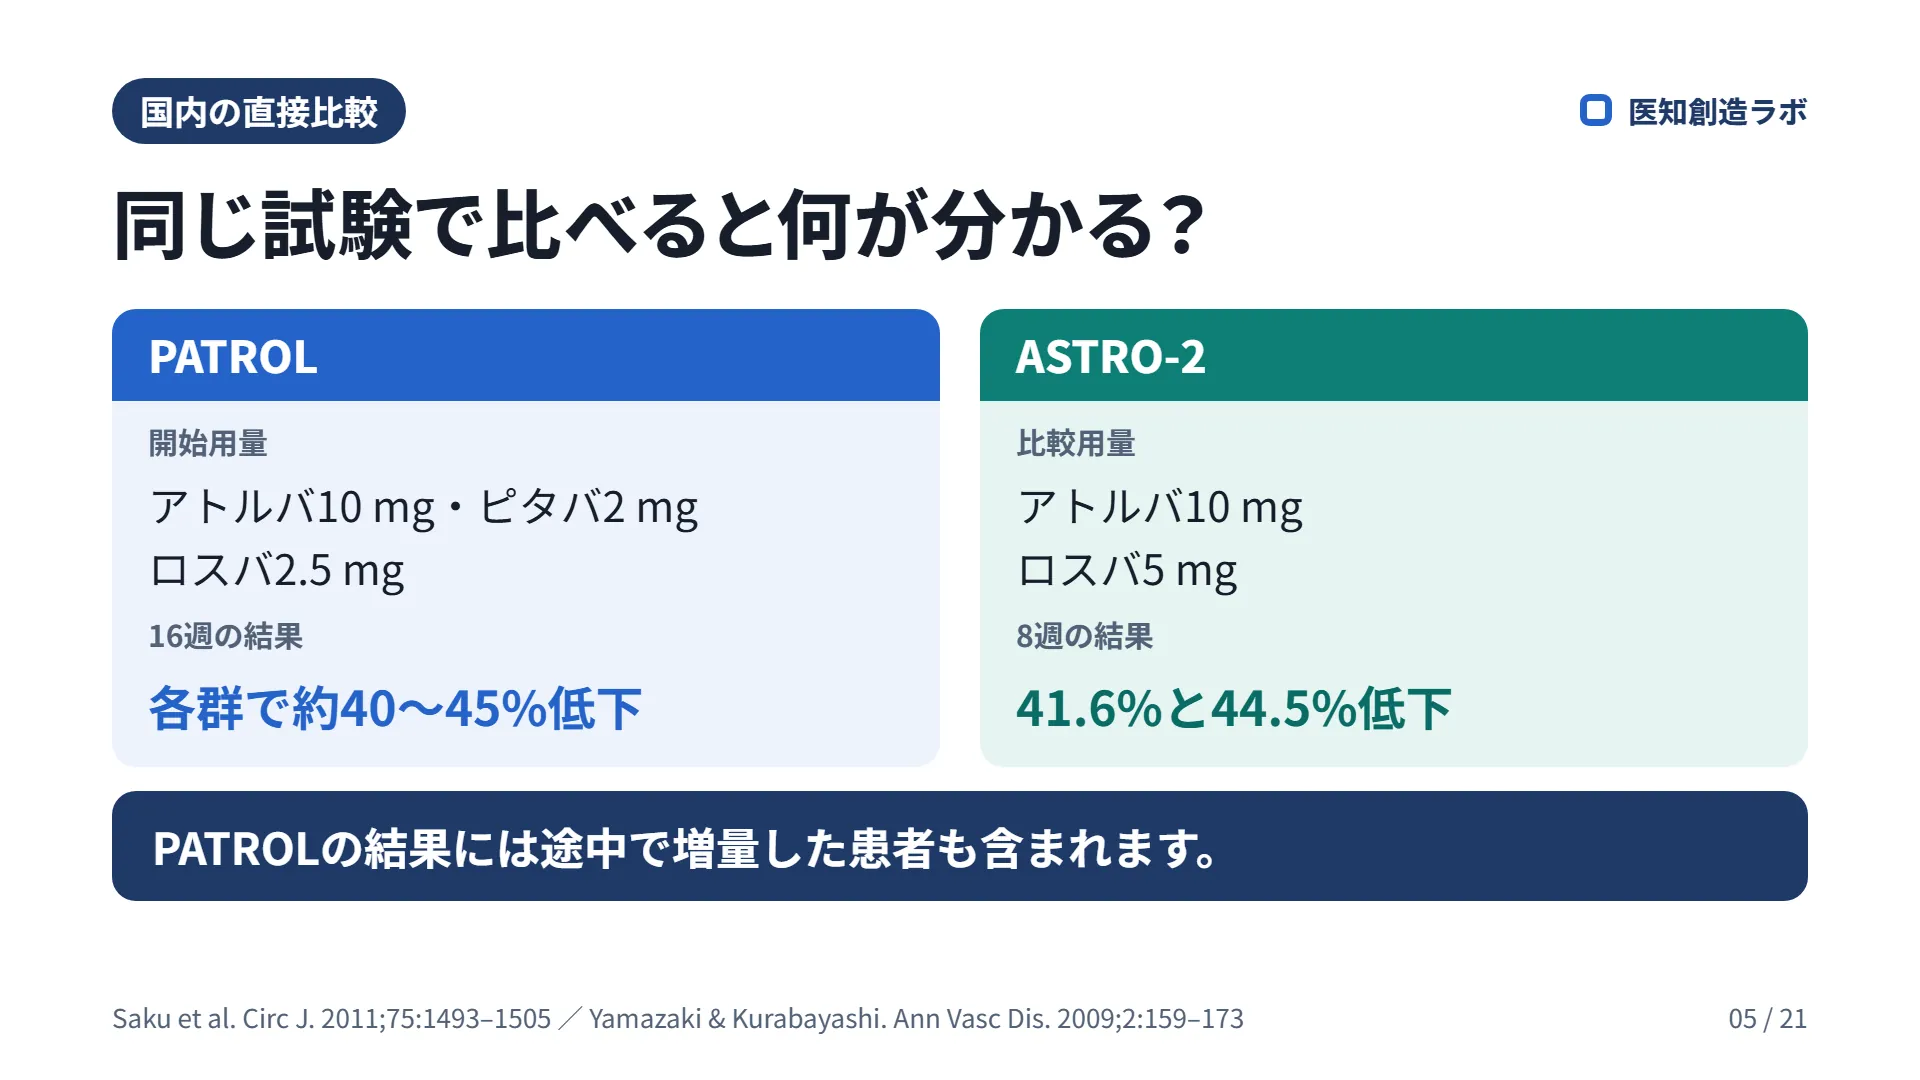 国内の直接比較
医知創造ラボ
同じ試験で比べると何が分かる？
PATROL
開始用量
アトルバ10 mg・ピタバ2 mg
ロスバ2.5 mg
16週の結果
各群で約40〜45%低下
ASTRO-2
比較用量
アトルバ10 mg
ロスバ5 mg
8週の結果
41.6%と44.5%低下
PATROLの結果には途中で増量した患者も含まれます。
Saku et al. Circ J. 2011;75:1493–1505 ／ Yamazaki & Kurabayashi. Ann Vasc Dis. 2009;2:159–173
05 / 21